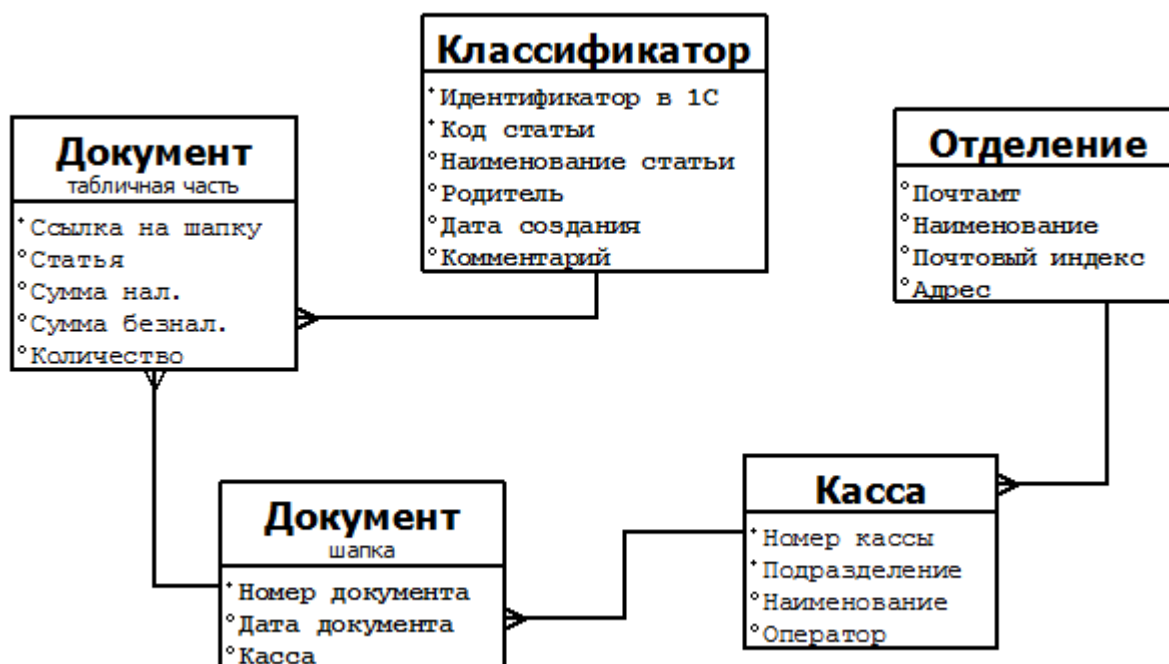 Классификатор
Идентификатор в 1С
Код статьи
Наименование статьи
Родитель
Дата создания
Комментарий
Документ
табличная часть
Ссылка на шапку
Статья
Сумма нал.
Сумма безнал.
Количество
Отделение
Почтамт
Наименование
Почтовый индекс
Адрес
Документ
шапка
Номер документа
Дата документа
Касса
Касса
Номер кассы
Подразделение
Наименование
Оператор